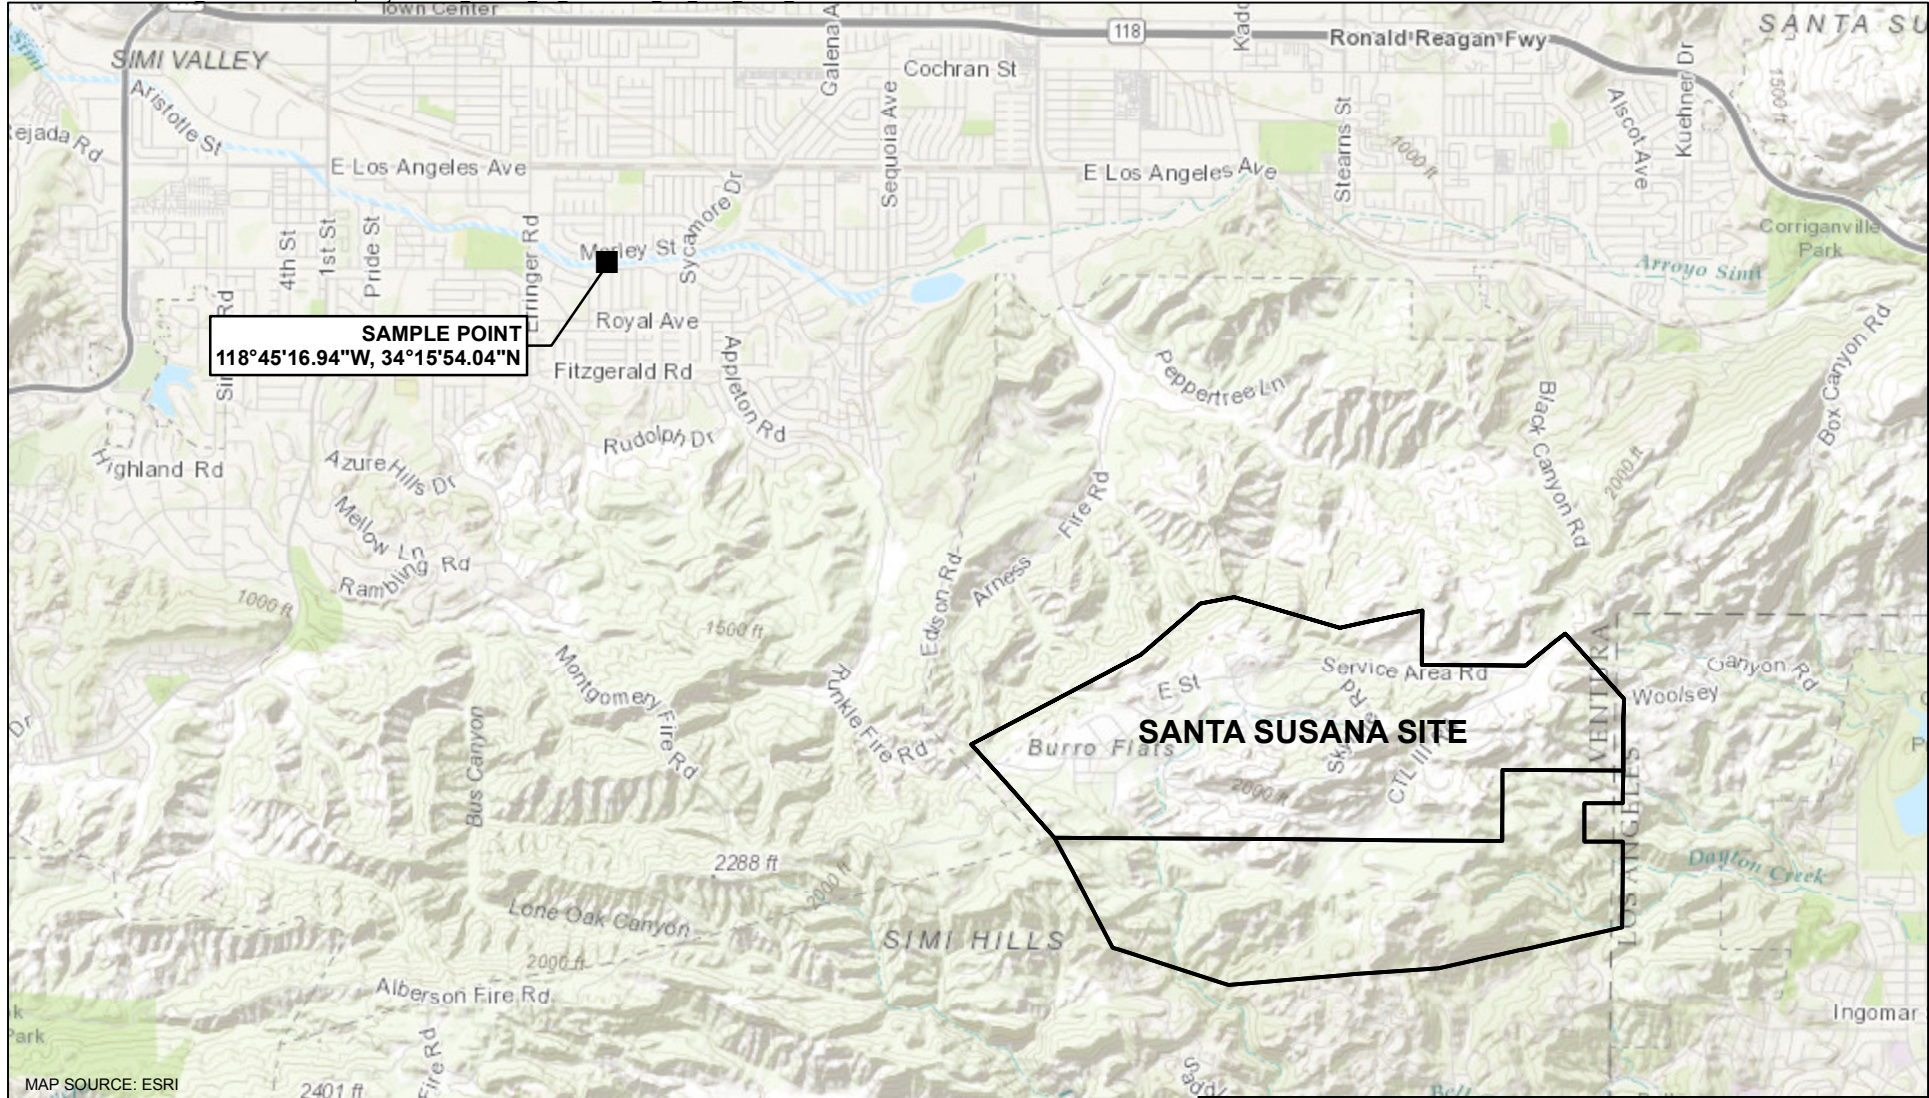 Town Center
118
Ronald Reagan Fwy
SANTA SU
Simi
SIMI VALLEY
Galena A
Cochran St
Kuehner Dr
1500 ft
Aristotle St
Sequoia Ave
Stearns St
Alscot Ave
ejada Rd
1000 ft
E Los Angeles Ave
E Los Angeles Ave
Sycamore Dr
Erringer Rd
4th St
1st St
Pride St
Morley St
Corriganville
Park
Arroyo Simi
SAMPLE POINT
118°45'16.94"W, 34°15'54.04"N
Royal Ave
Fitzgerald Rd
Appleton Rd
Peppertree Ln
Black Canyon Rd
Box Canyon Rd
Rudolph Dr
Highland Rd
Azure Hills Dr
2000 ft
Mellow Ln
Fire Rd
Rambling Rd
Arness
Edison Rd
1000 ft
1500 ft
Montgomery Fire Rd
Runkle Fire Rd
Service Area Rd
E St
Canyon Rd
Woolsey
VENTURA
LOS ANGELES
SANTA SUSANA SITE
Burro Flats
CTL III
2000 ft
Dr
Bus Canyon
2288 ft
2000 ft
Dayton Creek
Lone Oak Canyon
SIMI HILLS
2000 ft
Alberson Fire Rd
Ingomar
Park
Fire Rd
MAP SOURCE: ESRI
2401 ft
Saddl
Bell